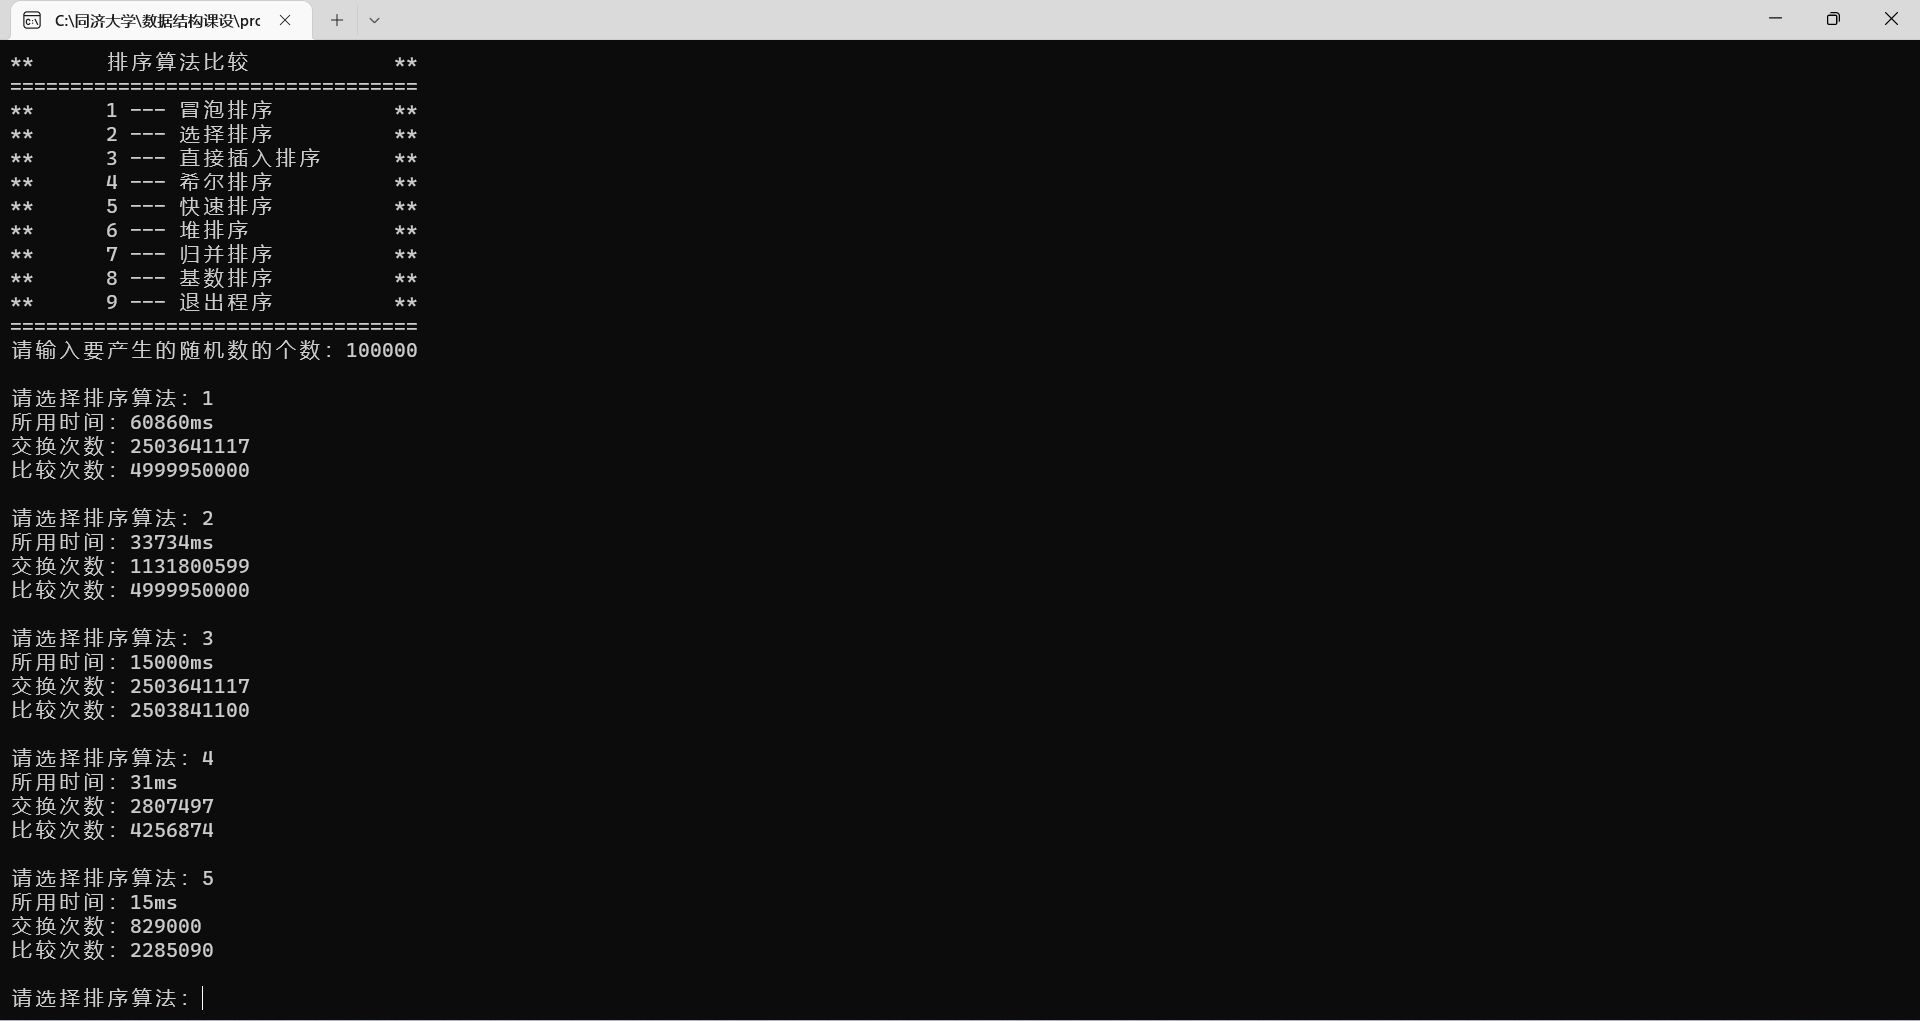 C:\同济大学\数据结构课设\prc
**      排序算法比较            **
==================================
**      1 --- 冒泡排序          **
**      2 --- 选择排序          **
**      3 --- 直接插入排序      **
**      4 --- 希尔排序          **
**      5 --- 快速排序          **
**      6 --- 堆排序            **
**      7 --- 归并排序          **
**      8 --- 基数排序          **
**      9 --- 退出程序          **
==================================
请输入要产生的随机数的个数：100000
请选择排序算法：1
所用时间：60860ms
交换次数：2503641117
比较次数：4999950000
请选择排序算法：2
所用时间：33734ms
交换次数：1131800599
比较次数：4999950000
请选择排序算法：3
所用时间：15000ms
交换次数：2503641117
比较次数：2503841100
请选择排序算法：4
所用时间：31ms
交换次数：2807497
比较次数：4256874
请选择排序算法：5
所用时间：15ms
交换次数：829000
比较次数：2285090
请选择排序算法：